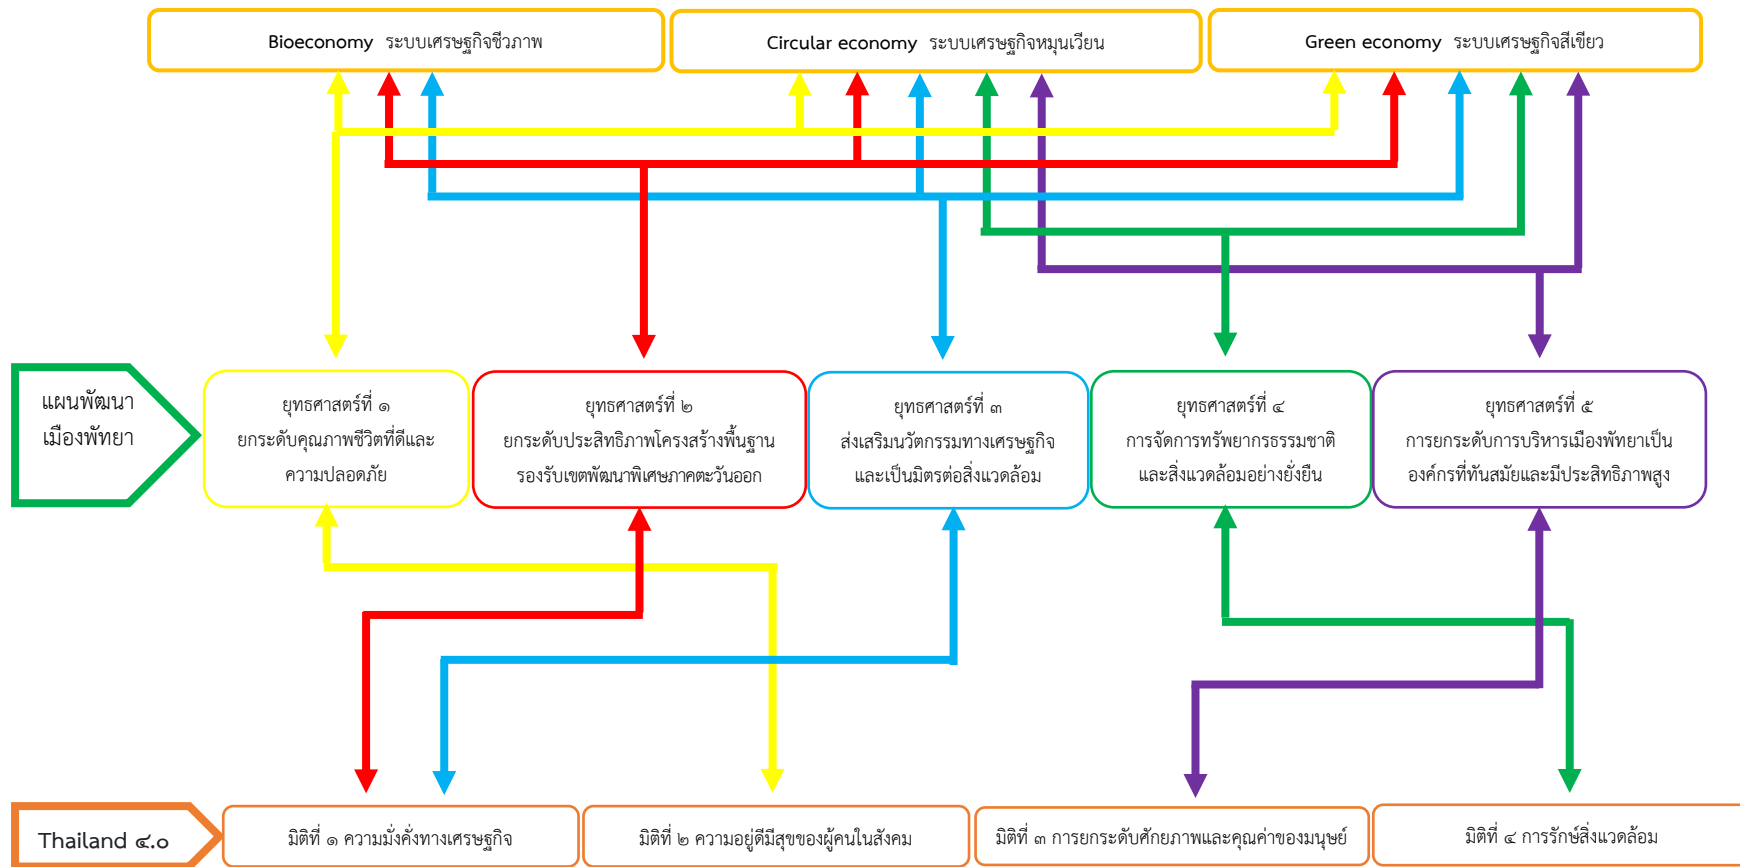 Bioeconomy ระบบเศรษฐกิจชีวภาพ
Circular economy ระบบเศรษฐกิจหมุนเวียน
Green economy ระบบเศรษฐกิจสีเขียว
แผนพัฒนา
เมืองพัทยา
ยุทธศาสตร์ที่ ๑
ยกระดับคุณภาพชีวิตที่ดีและ
ความปลอดภัย
ยุทธศาสตร์ที่ ๒
ยกระดับประสิทธิภาพโครงสร้างพื้นฐาน
รองรับเขตพัฒนาพิเศษภาคตะวันออก
ยุทธศาสตร์ที่ ๓
ส่งเสริมนวัตกรรมทางเศรษฐกิจ
และเป็นมิตรต่อสิ่งแวดล้อม
ยุทธศาสตร์ที่ ๔
การจัดการทรัพยากรธรรมชาติ
และสิ่งแวดล้อมอย่างยั่งยืน
ยุทธศาสตร์ที่ ๕
การยกระดับการบริหารเมืองพัทยาเป็น
องค์กรที่ทันสมัยและมีประสิทธิภาพสูง
Thailand ๔.๐
มิติที่ ๑ ความมั่งคั่งทางเศรษฐกิจ
มิติที่ ๒ ความอยู่ดีมีสุขของผู้คนในสังคม
มิติที่ ๓ การยกระดับศักยภาพและคุณค่าของมนุษย์
มิติที่ ๔ การรักษ์สิ่งแวดล้อม